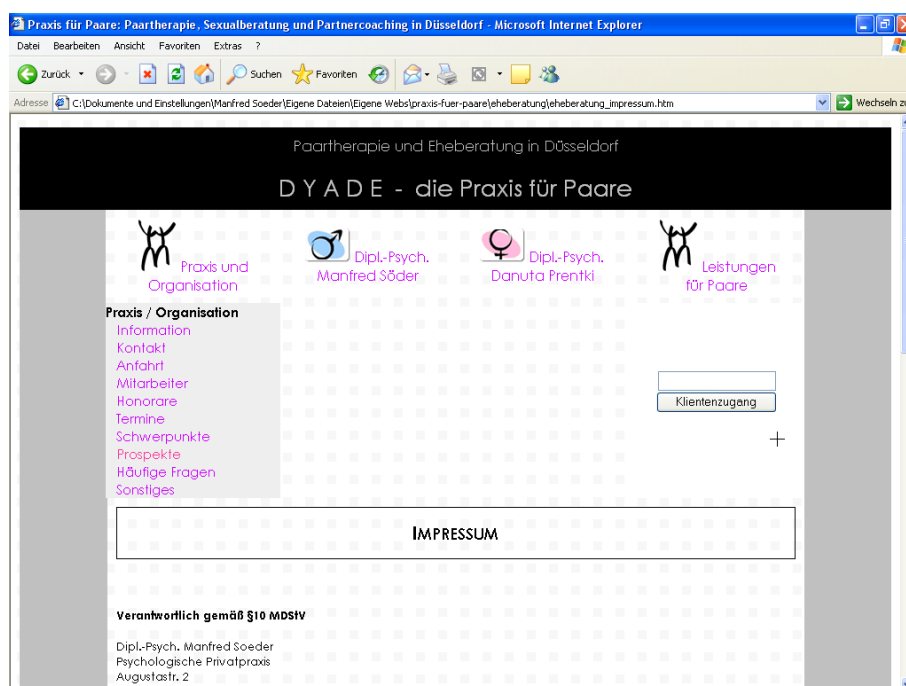 Praxis für Paare: Paartherapie, Sexualberatung und Partnercoaching in Düsseldorf - Microsoft Internet Explorer
Datei Bearbeiten Ansicht Favoriten Extras ?
Zurück Suchen Favoriten
Adresse C:\Dokumente und Einstellungen\Manfred Soeder\Eigene Dateien\Eigene Webs\praxis-fuer-paare\eheberatung\eheberatung_impressum.htm Wechseln zu
Paartherapie und Eheberatung in Düsseldorf
D Y A D E - die Praxis für Paare
Praxis und
Organisation
Dipl.-Psych.
Manfred Söder
Dipl.-Psych.
Danuta Prentki
Leistungen
für Paare
Praxis / Organisation
Information
Kontakt
Anfahrt
Mitarbeiter
Honorare
Termine
Schwerpunkte
Prospekte
Häufige Fragen
Sonstiges
Klientenzugang
IMPRESSUM
Verantwortlich gemäß §10 MDStV
Dipl.-Psych. Manfred Soeder
Psychologische Privatpraxis
Augustastr. 2